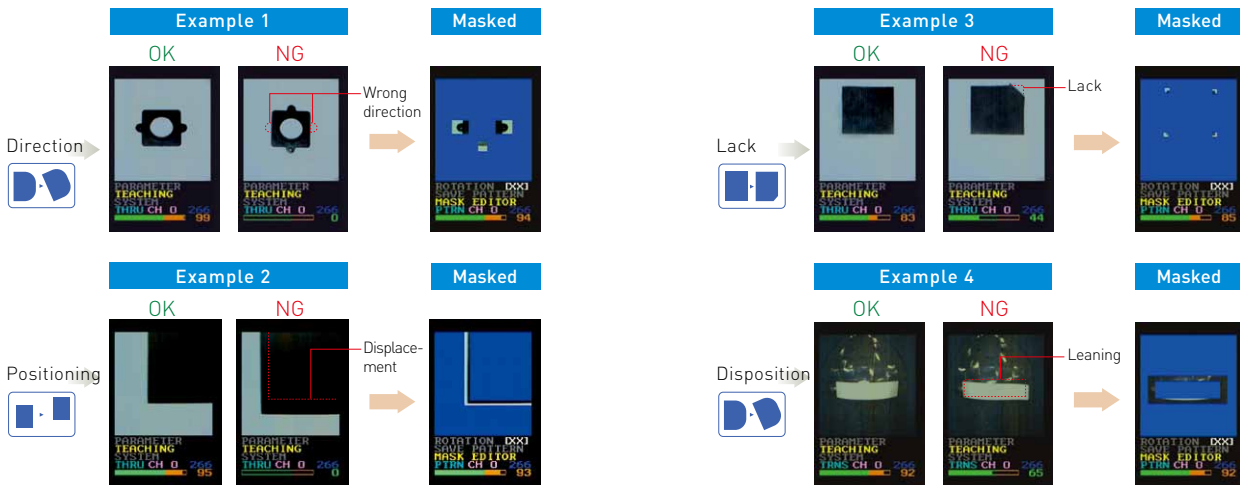 Example 1
Masked
OK
NG
Wrong
direction
Direction
PARAMETER
TEACHING
SYSTEM
THRU CH 0 266
99
PARAMETER
TEACHING
SYSTEM
THRU CH 0 266
0
ROTATION [XX]
SAVE PATTERN
MASK EDITOR
PTRN CH 0 266
94
Example 3
Masked
OK
NG
Lack
Lack
PARAMETER
TEACHING
SYSTEM
THRU CH 0 266
83
PARAMETER
TEACHING
SYSTEM
THRU CH 0 266
44
ROTATION [XX]
SAVE PATTERN
MASK EDITOR
PTRN CH 0 266
85
Example 2
Masked
OK
NG
Displace-
ment
Positioning
PARAMETER
TEACHING
SYSTEM
THRU CH 0 266
95
PARAMETER
TEACHING
SYSTEM
THRU CH 0 266
0
ROTATION [XX]
SAVE PATTERN
MASK EDITOR
PTRN CH 0 266
93
Example 4
Masked
OK
NG
Leaning
Disposition
PARAMETER
TEACHING
SYSTEM
TRNS CH 0 266
92
PARAMETER
TEACHING
SYSTEM
TRNS CH 0 266
65
ROTATION [XX]
SAVE PATTERN
MASK EDITOR
PTRN CH 0 266
92